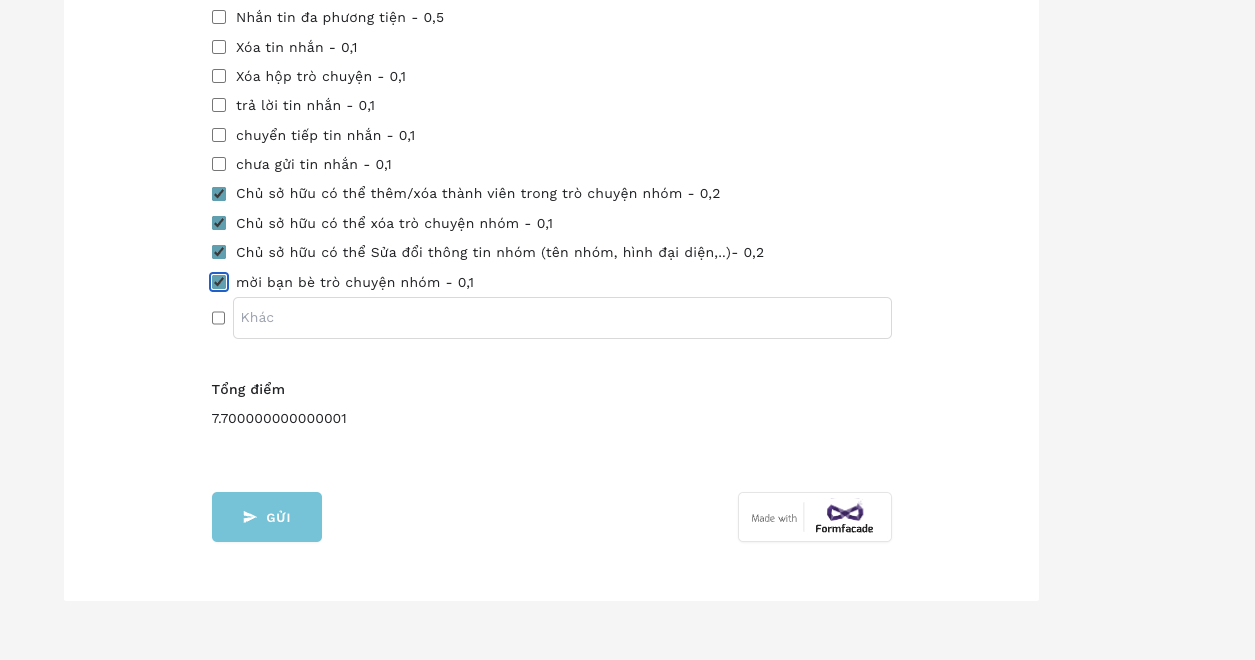 Nhắn tin đa phương tiện - 0,5
Xóa tin nhắn - 0,1
Xóa hộp trò chuyện - 0,1
trả lời tin nhắn - 0,1
chuyển tiếp tin nhắn - 0,1
chưa gửi tin nhắn - 0,1
Chủ sở hữu có thể thêm/xóa thành viên trong trò chuyện nhóm - 0,2
Chủ sở hữu có thể xóa trò chuyện nhóm - 0,1
Chủ sở hữu có thể Sửa đổi thông tin nhóm (tên nhóm, hình đại diện,..)- 0,2
mời bạn bè trò chuyện nhóm - 0,1
Khác
Tổng điểm
7.700000000000001
GỬI
Made with
Formfacade